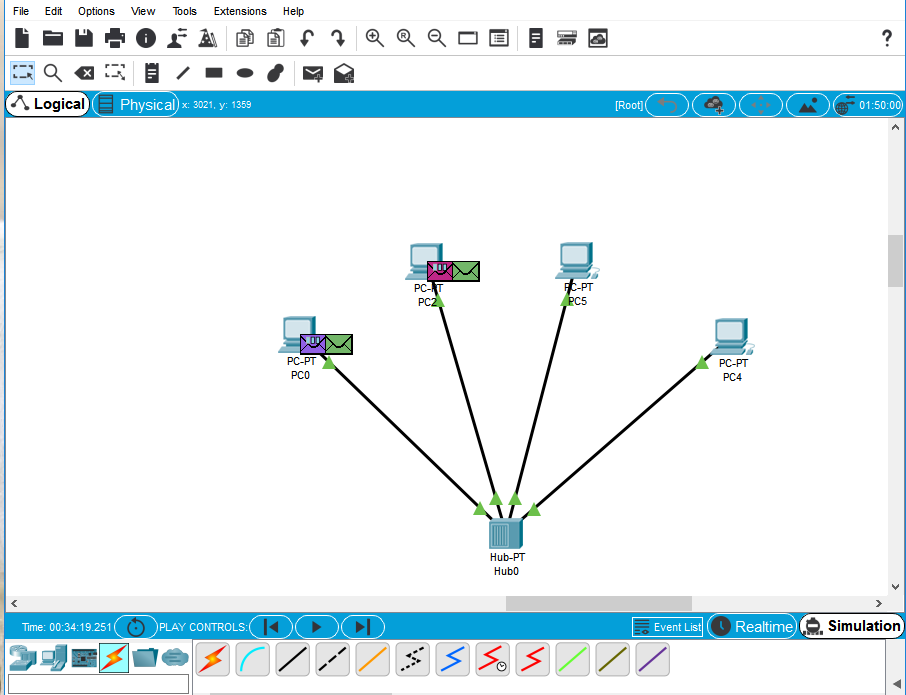 File Edit Options View Tools Extensions Help
?
Logical Physical x: 3021, y: 1359 [Root] 01:50:00
PC-PT
PC2
PC-PT
PC5
PC-PT
PC0
PC-PT
PC4
Hub-PT
Hub0
Time: 00:34:19.251 PLAY CONTROLS: Event List Realtime Simulation